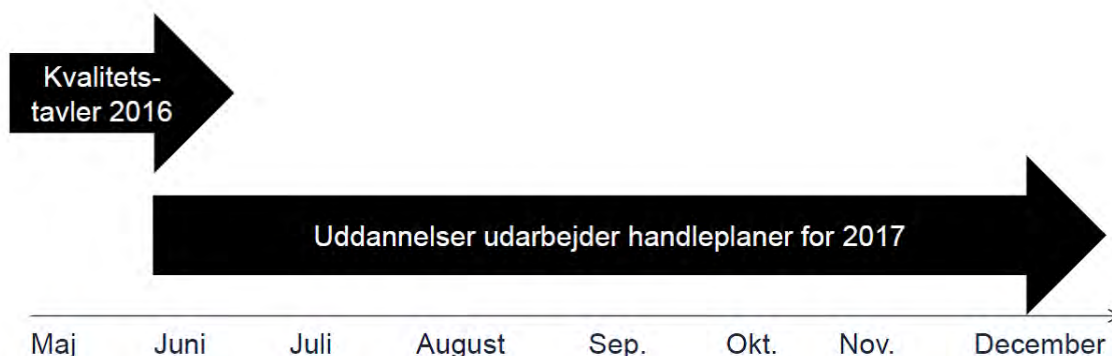 Kvalitets-
tavler 2016
Uddannelser udarbejder handleplaner for 2017
Maj Juni Juli August Sep. Okt. Nov. December